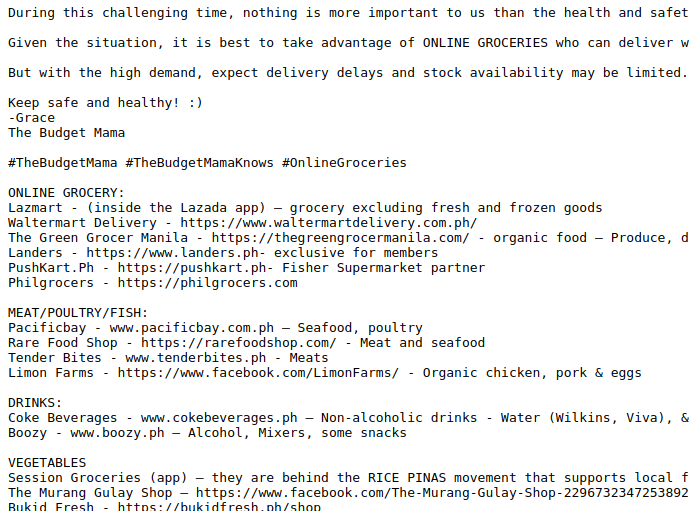 During this challenging time, nothing is more important to us than the health and safet
Given the situation, it is best to take advantage of ONLINE GROCERIES who can deliver w
But with the high demand, expect delivery delays and stock availability may be limited.
Keep safe and healthy! :)
-Grace
The Budget Mama
#TheBudgetMama #TheBudgetMamaKnows #OnlineGroceries
ONLINE GROCERY:
Lazmart - (inside the Lazada app) – grocery excluding fresh and frozen goods
Waltermart Delivery - https://www.waltermartdelivery.com.ph/
The Green Grocer Manila - https://thegreengrocermanila.com/ - organic food – Produce, d
Landers - https://www.landers.ph- exclusive for members
PushKart.Ph - https://pushkart.ph- Fisher Supermarket partner
Philgrocers - https://philgrocers.com
MEAT/POULTRY/FISH:
Pacificbay - www.pacificbay.com.ph – Seafood, poultry
Rare Food Shop - https://rarefoodshop.com/ - Meat and seafood
Tender Bites - www.tenderbites.ph - Meats
Limon Farms - https://www.facebook.com/LimonFarms/ - Organic chicken, pork & eggs
DRINKS:
Coke Beverages - www.cokebeverages.ph – Non-alcoholic drinks - Water (Wilkins, Viva), &
Boozy - www.boozy.ph – Alcohol, Mixers, some snacks
VEGETABLES
Session Groceries (app) – they are behind the RICE PINAS movement that supports local f
The Murang Gulay Shop – https://www.facebook.com/The-Murang-Gulay-Shop-2296732347253892
Bukid Fresh - https://bukidfresh.ph/shop